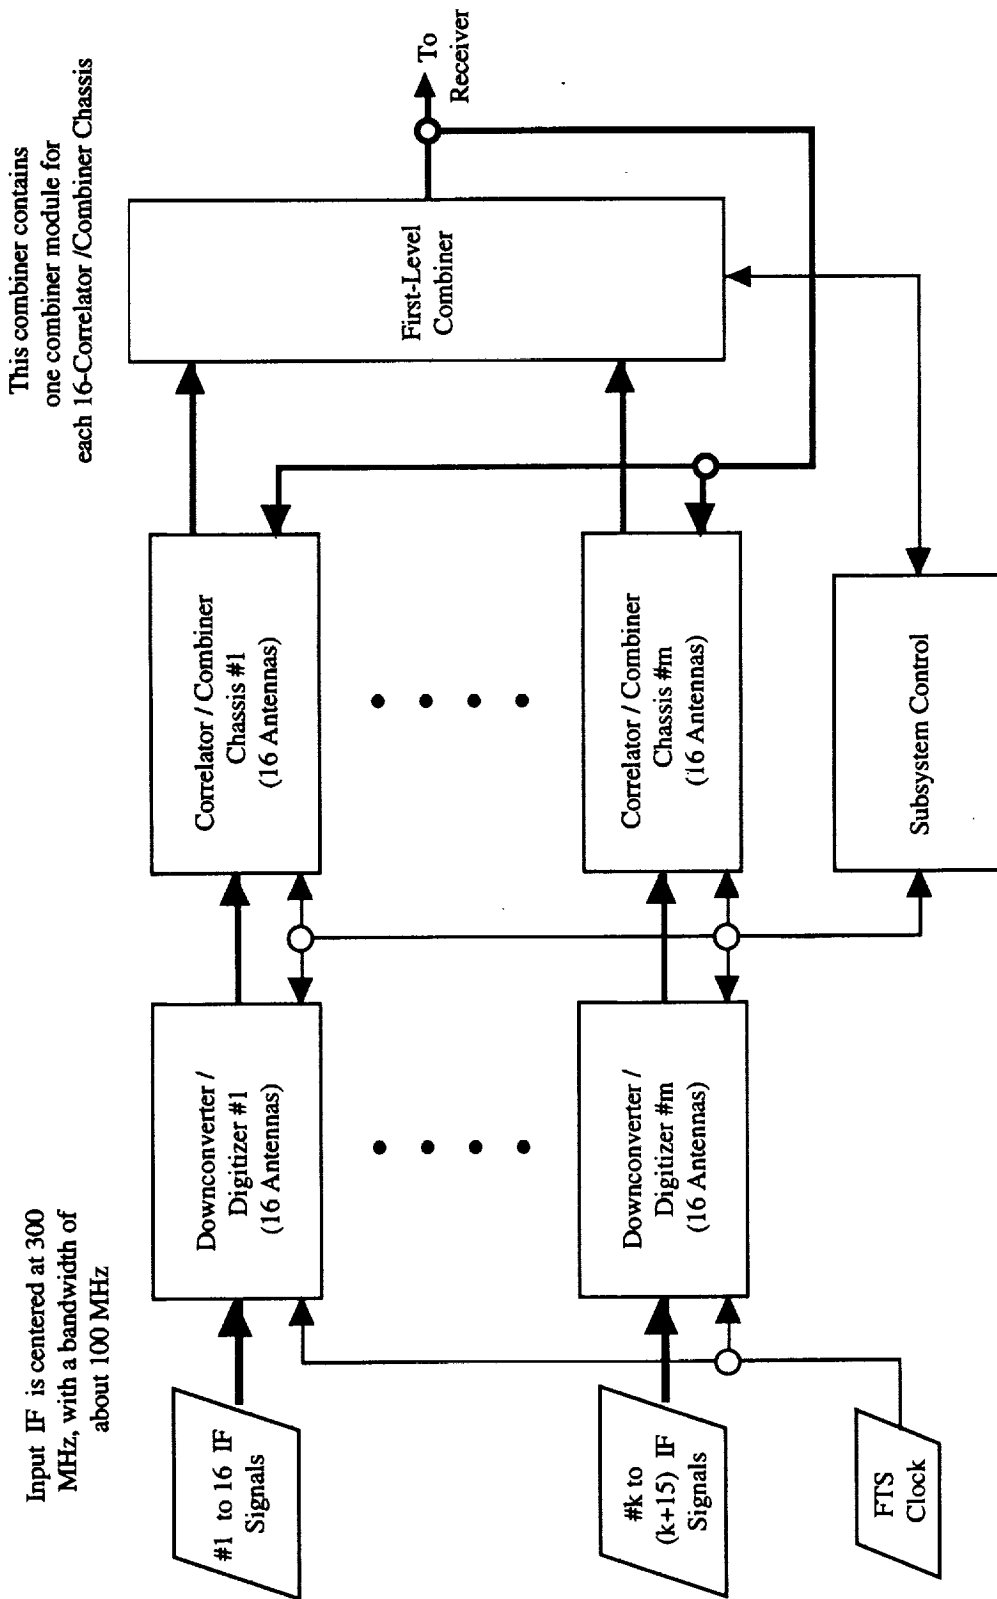 This combiner contains
one combiner module for
each 16-Correlator /Combiner Chassis
Input IF is centered at 300
MHz, with a bandwidth of
about 100 MHz
#1 to 16 IF
Signals
Downconverter /
Digitizer #1
(16 Antennas)
Correlator / Combiner
Chassis #1
(16 Antennas)
First-Level
Combiner
To
Receiver
#k to
(k+15) IF
Signals
Downconverter /
Digitizer #m
(16 Antennas)
Correlator / Combiner
Chassis #m
(16 Antennas)
FTS
Clock
Subsystem Control